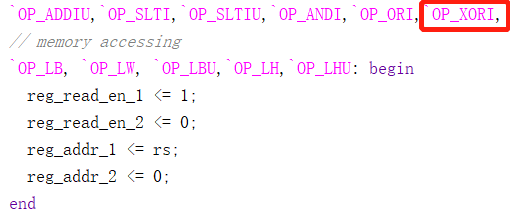 `OP_ADDIU,`OP_SLTI,`OP_SLTIU,`OP_ANDI,`OP_ORI,`OP_XORI,
// memory accessing
`OP_LB, `OP_LW, `OP_LBU,`OP_LH,`OP_LHU: begin
reg_read_en_1 <= 1;
reg_read_en_2 <= 0;
reg_addr_1 <= rs;
reg_addr_2 <= 0;
end